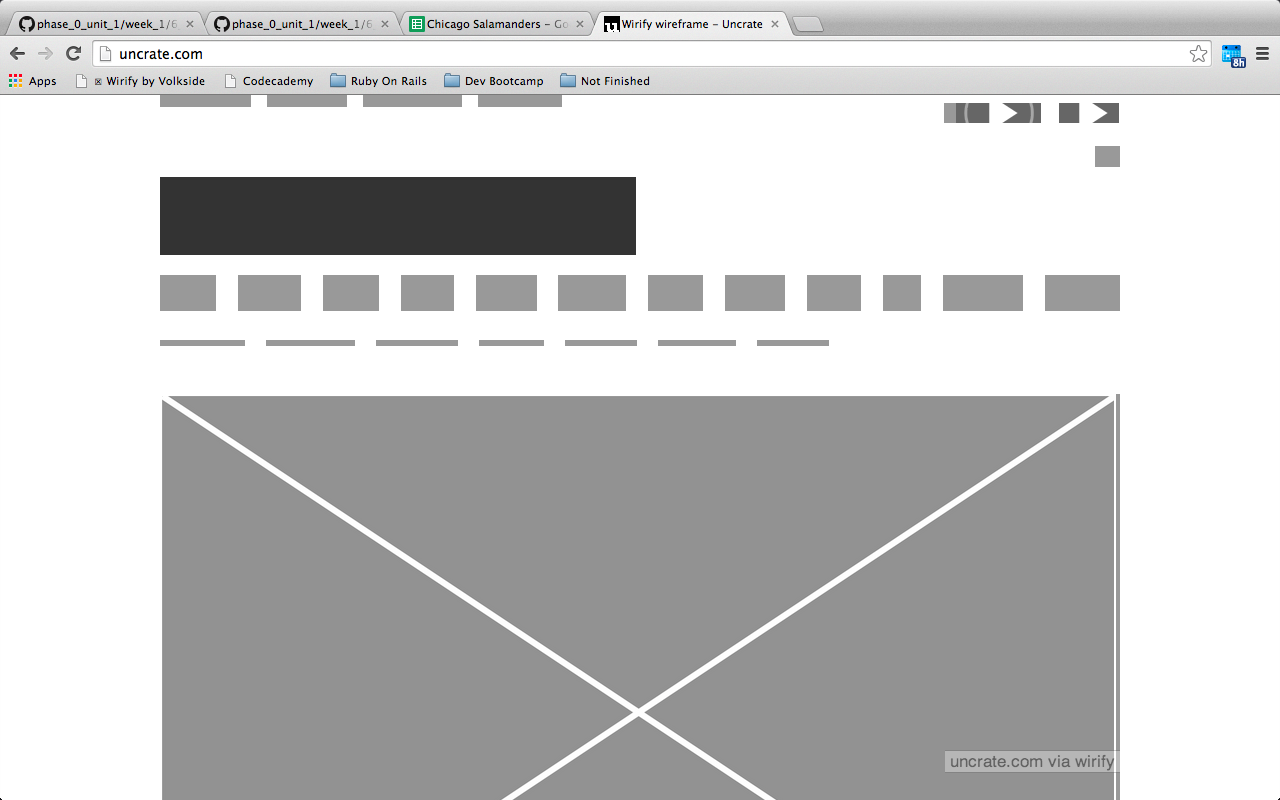 phase_0_unit_1/week_1/6 phase_0_unit_1/week_1/6 Chicago Salamanders – Go Wirify wireframe – Uncrate
uncrate.com
8h
Apps Wirify by Volkside Codecademy Ruby On Rails Dev Bootcamp Not Finished
uncrate.com via wirify